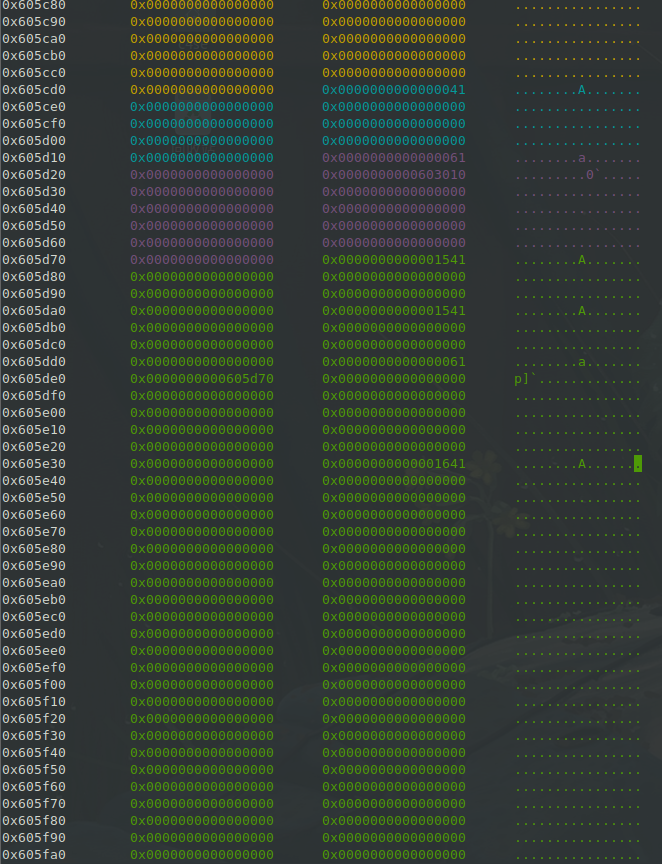 0x605c80 0x0000000000000000 0x0000000000000000 ................
0x605c90 0x0000000000000000 0x0000000000000000 ................
0x605ca0 0x0000000000000000 0x0000000000000000 ................
0x605cb0 0x0000000000000000 0x0000000000000000 ................
0x605cc0 0x0000000000000000 0x0000000000000000 ................
0x605cd0 0x0000000000000000 0x0000000000000041 ........A.......
0x605ce0 0x0000000000000000 0x0000000000000000 ................
0x605cf0 0x0000000000000000 0x0000000000000000 ................
0x605d00 0x0000000000000000 0x0000000000000000 ................
0x605d10 0x0000000000000000 0x0000000000000061 ........a.......
0x605d20 0x0000000000000000 0x0000000000603010 .........0`.....
0x605d30 0x0000000000000000 0x0000000000000000 ................
0x605d40 0x0000000000000000 0x0000000000000000 ................
0x605d50 0x0000000000000000 0x0000000000000000 ................
0x605d60 0x0000000000000000 0x0000000000000000 ................
0x605d70 0x0000000000000000 0x0000000000001541 ........A.......
0x605d80 0x0000000000000000 0x0000000000000000 ................
0x605d90 0x0000000000000000 0x0000000000000000 ................
0x605da0 0x0000000000000000 0x0000000000001541 ........A.......
0x605db0 0x0000000000000000 0x0000000000000000 ................
0x605dc0 0x0000000000000000 0x0000000000000000 ................
0x605dd0 0x0000000000000000 0x0000000000000061 ........a.......
0x605de0 0x0000000000605d70 0x0000000000000000 p]`.............
0x605df0 0x0000000000000000 0x0000000000000000 ................
0x605e00 0x0000000000000000 0x0000000000000000 ................
0x605e10 0x0000000000000000 0x0000000000000000 ................
0x605e20 0x0000000000000000 0x0000000000000000 ................
0x605e30 0x0000000000000000 0x0000000000001641 ........A.......
0x605e40 0x0000000000000000 0x0000000000000000 ................
0x605e50 0x0000000000000000 0x0000000000000000 ................
0x605e60 0x0000000000000000 0x0000000000000000 ................
0x605e70 0x0000000000000000 0x0000000000000000 ................
0x605e80 0x0000000000000000 0x0000000000000000 ................
0x605e90 0x0000000000000000 0x0000000000000000 ................
0x605ea0 0x0000000000000000 0x0000000000000000 ................
0x605eb0 0x0000000000000000 0x0000000000000000 ................
0x605ec0 0x0000000000000000 0x0000000000000000 ................
0x605ed0 0x0000000000000000 0x0000000000000000 ................
0x605ee0 0x0000000000000000 0x0000000000000000 ................
0x605ef0 0x0000000000000000 0x0000000000000000 ................
0x605f00 0x0000000000000000 0x0000000000000000 ................
0x605f10 0x0000000000000000 0x0000000000000000 ................
0x605f20 0x0000000000000000 0x0000000000000000 ................
0x605f30 0x0000000000000000 0x0000000000000000 ................
0x605f40 0x0000000000000000 0x0000000000000000 ................
0x605f50 0x0000000000000000 0x0000000000000000 ................
0x605f60 0x0000000000000000 0x0000000000000000 ................
0x605f70 0x0000000000000000 0x0000000000000000 ................
0x605f80 0x0000000000000000 0x0000000000000000 ................
0x605f90 0x0000000000000000 0x0000000000000000 ................
0x605fa0 0x0000000000000000 0x0000000000000000 ................